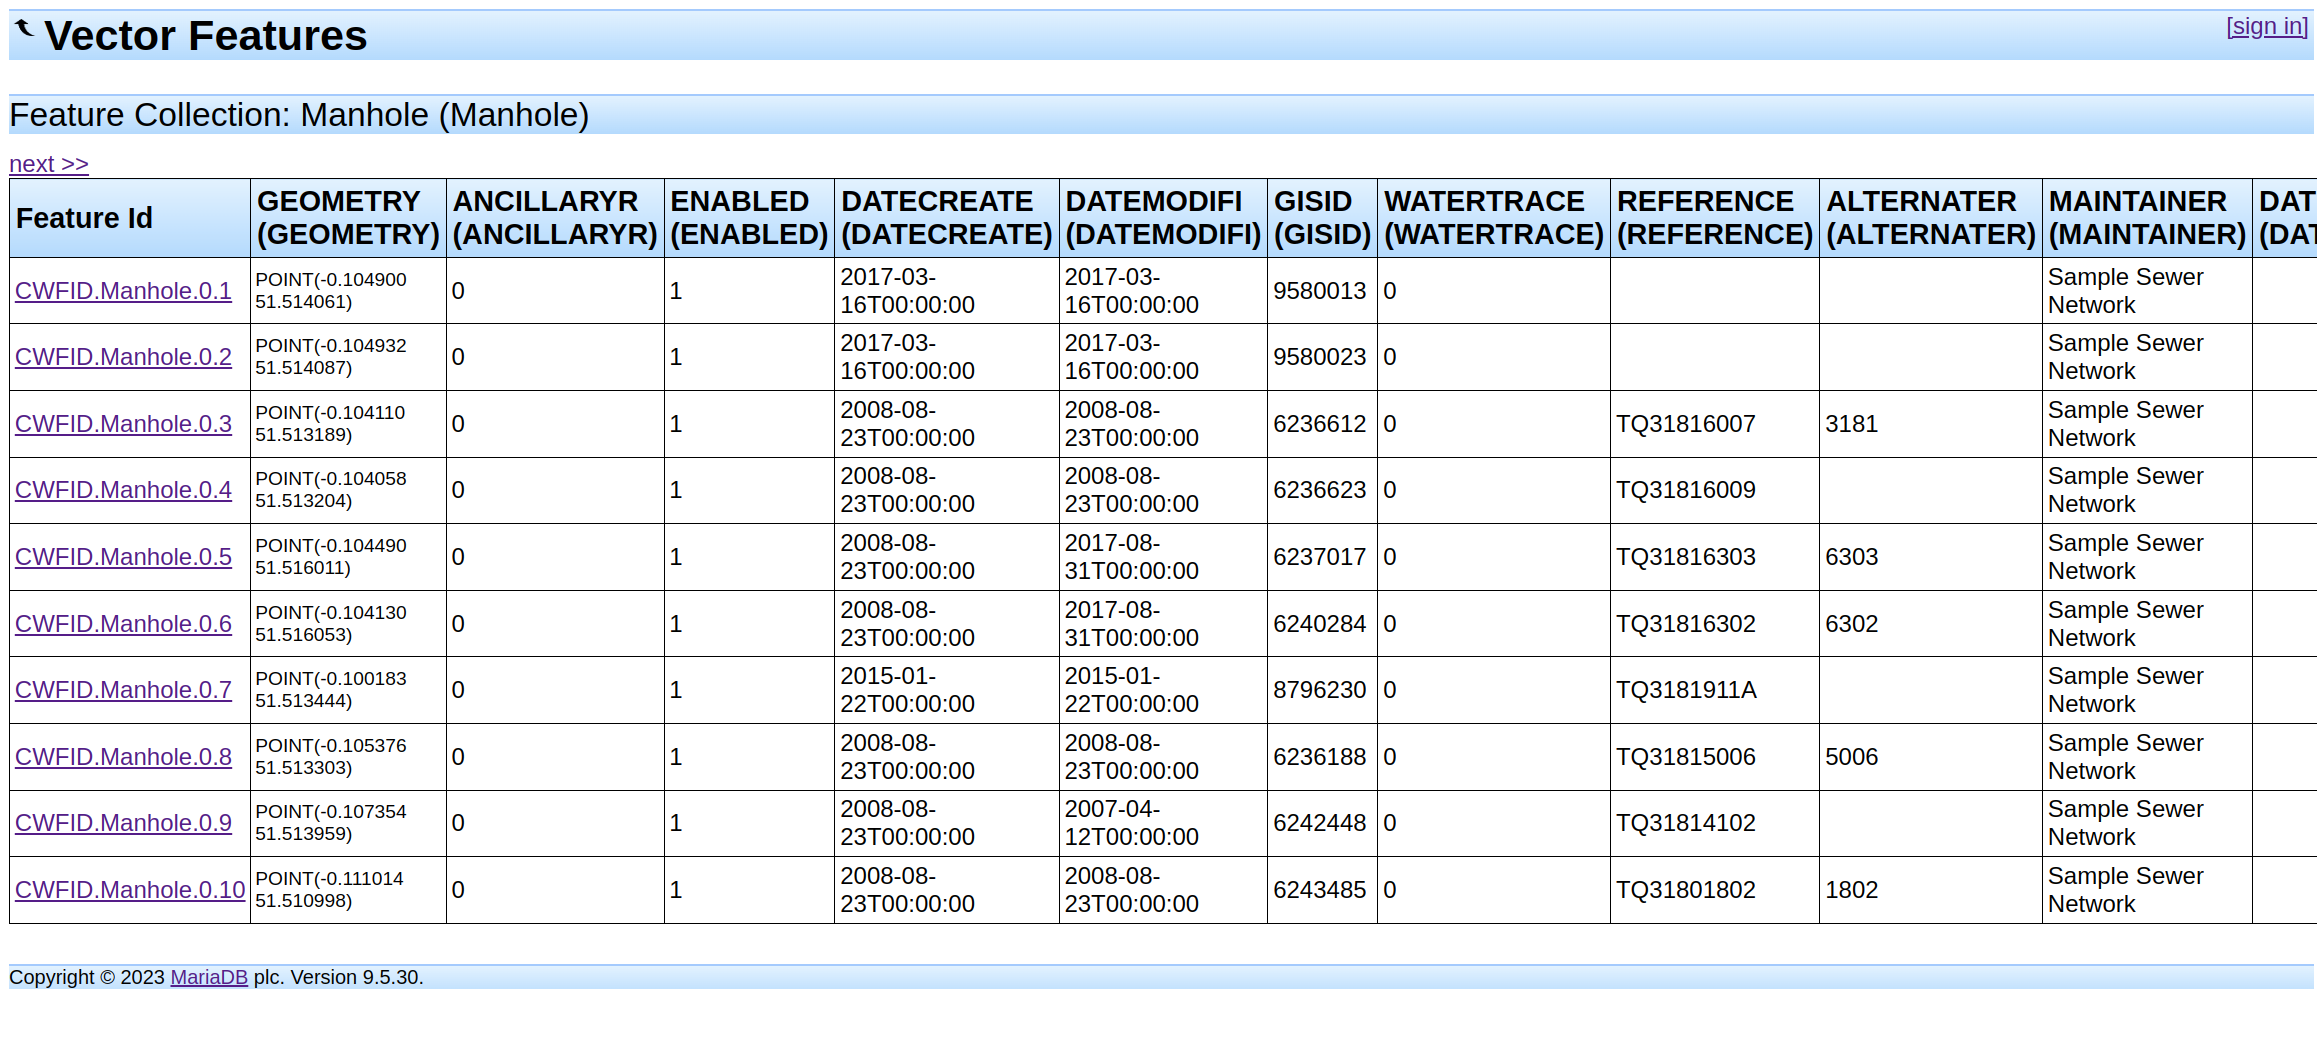 Vector Features
[sign in]
Feature Collection: Manhole (Manhole)
next >>
Feature Id GEOMETRY (GEOMETRY) ANCILLARYR (ANCILLARYR) ENABLED (ENABLED) DATECREATE (DATECREATE) DATEMODIFI (DATEMODIFI) GISID (GISID) WATERTRACE (WATERTRACE) REFERENCE (REFERENCE) ALTERNATER (ALTERNATER) MAINTAINER (MAINTAINER) DAT (DAT
CWFID.Manhole.0.1 POINT(-0.104900 51.514061) 0 1 2017-03-16T00:00:00 2017-03-16T00:00:00 9580013 0 Sample Sewer Network
CWFID.Manhole.0.2 POINT(-0.104932 51.514087) 0 1 2017-03-16T00:00:00 2017-03-16T00:00:00 9580023 0 Sample Sewer Network
CWFID.Manhole.0.3 POINT(-0.104110 51.513189) 0 1 2008-08-23T00:00:00 2008-08-23T00:00:00 6236612 0 TQ31816007 3181 Sample Sewer Network
CWFID.Manhole.0.4 POINT(-0.104058 51.513204) 0 1 2008-08-23T00:00:00 2008-08-23T00:00:00 6236623 0 TQ31816009 Sample Sewer Network
CWFID.Manhole.0.5 POINT(-0.104490 51.516011) 0 1 2008-08-23T00:00:00 2017-08-31T00:00:00 6237017 0 TQ31816303 6303 Sample Sewer Network
CWFID.Manhole.0.6 POINT(-0.104130 51.516053) 0 1 2008-08-23T00:00:00 2017-08-31T00:00:00 6240284 0 TQ31816302 6302 Sample Sewer Network
CWFID.Manhole.0.7 POINT(-0.100183 51.513444) 0 1 2015-01-22T00:00:00 2015-01-22T00:00:00 8796230 0 TQ3181911A Sample Sewer Network
CWFID.Manhole.0.8 POINT(-0.105376 51.513303) 0 1 2008-08-23T00:00:00 2008-08-23T00:00:00 6236188 0 TQ31815006 5006 Sample Sewer Network
CWFID.Manhole.0.9 POINT(-0.107354 51.513959) 0 1 2008-08-23T00:00:00 2007-04-12T00:00:00 6242448 0 TQ31814102 Sample Sewer Network
CWFID.Manhole.0.10 POINT(-0.111014 51.510998) 0 1 2008-08-23T00:00:00 2008-08-23T00:00:00 6243485 0 TQ31801802 1802 Sample Sewer Network
Copyright © 2023 MariaDB plc. Version 9.5.30.